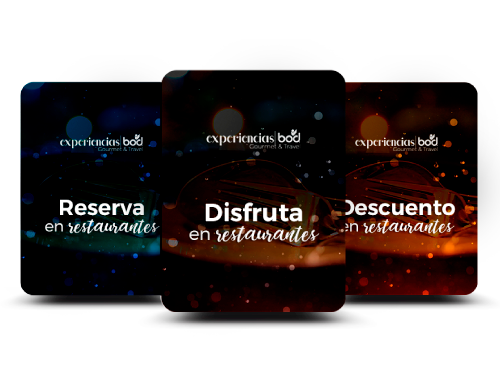 experiencias|bod
Gourmet & Travel
Reserva
en restaurantes
experiencias|bod
Gourmet & Travel
Disfruta
en restaurantes
experiencias|bod
Gourmet & Travel
Descuento
en restaurantes